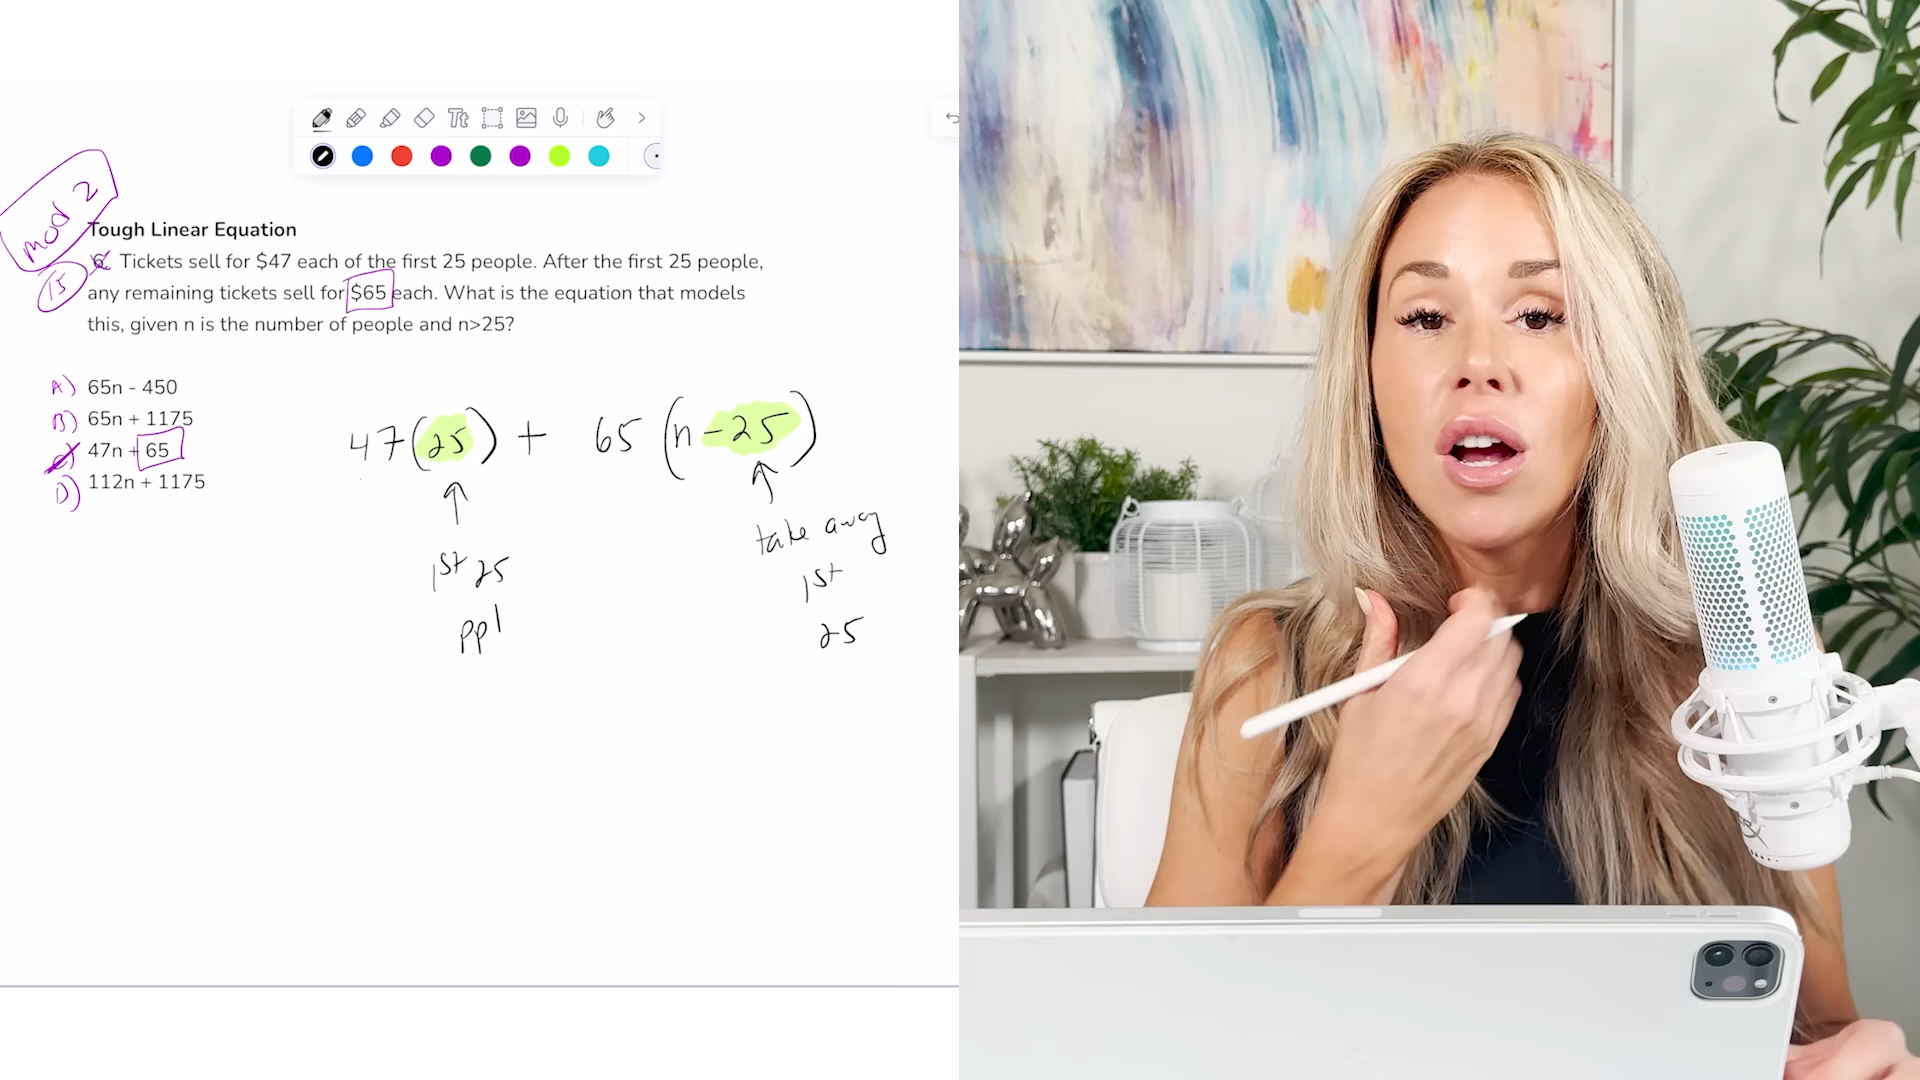 Tt
mod 2
Tough Linear Equation
15
6. Tickets sell for $47 each of the first 25 people. After the first 25 people,
any remaining tickets sell for $65 each. What is the equation that models
this, given n is the number of people and n>25?
A) 65n - 450
B) 65n + 1175
C) 47n + 65
D) 112n + 1175
47(25) + 65(n-25)
1st 25
ppl
take away
1st
25